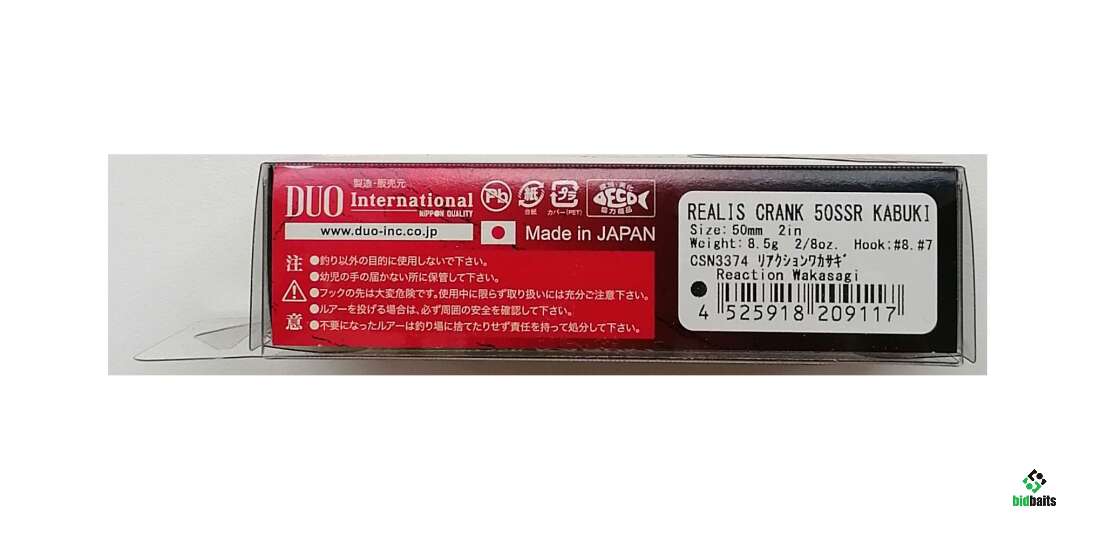 製造・販売元
DUO International
NIPPON QUALITY
Pb
紙
台紙
プラ
カバー(PET)
ECO
協力商品
www.duo-inc.co.jp
Made in JAPAN
注意
●釣り以外の目的に使用しないで下さい。
●幼児の手の届かない所に保管して下さい。
●フックの先は大変危険です。使用中に限らず取り扱いには充分ご注意下さい。
●ルアーを投げる場合は、必ず周囲の安全を確認して下さい。
●不要になったルアーは釣り場に捨てたりせず責任を持って処分して下さい。
REALIS CRANK 50SSR KABUKI
Size:50mm 2in
Weight:8.5g 2/8oz. Hook:#8.#7
CSN3374 ﾘｱｸｼｮﾝﾜｶｻｷﾞ
Reaction Wakasagi
4 525918 209117
bidbaits